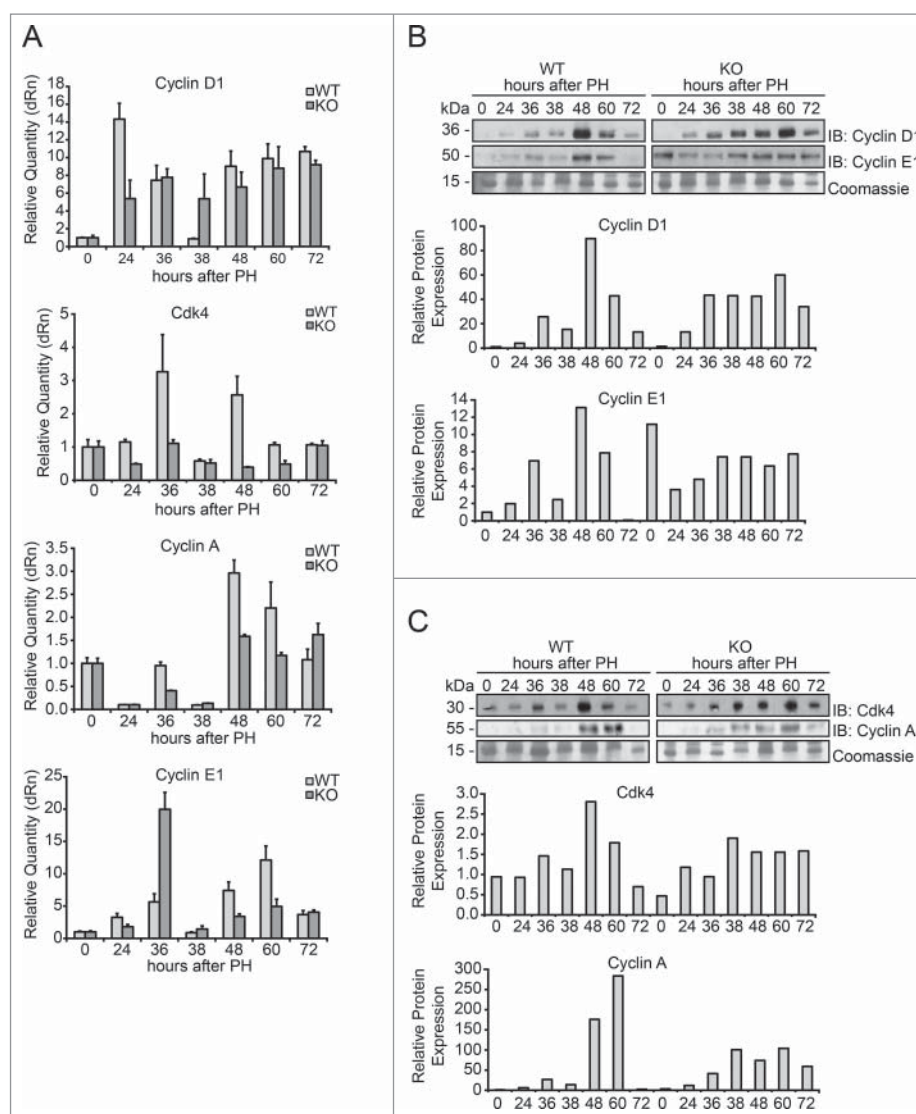 A
Cyclin D1
WT
KO
Relative Quantity (dRn)
18
16
14
12
10
8
6
4
2
0
0 24 36 38 48 60 72
hours after PH
Cdk4
WT
KO
Relative Quantity (dRn)
5
4
3
2
1
0
0 24 36 38 48 60 72
hours after PH
Cyclin A
WT
KO
Relative Quantity (dRn)
3.5
3.0
2.5
2.0
1.5
1.0
0.5
0.0
0 24 36 38 48 60 72
hours after PH
Cyclin E1
WT
KO
Relative Quantity (dRn)
25
20
15
10
5
0
0 24 36 38 48 60 72
hours after PH
B
WT KO
hours after PH hours after PH
kDa 0 24 36 38 48 60 72 0 24 36 38 48 60 72
36 - IB: Cyclin D1
50 - IB: Cyclin E1
15 - Coomassie
Cyclin D1
Relative Protein
Expression
100
80
60
40
20
0
0 24 36 38 48 60 72 0 24 36 38 48 60 72
Cyclin E1
Relative Protein
Expression
14
12
10
8
6
4
2
0
0 24 36 38 48 60 72 0 24 36 38 48 60 72
C
WT KO
hours after PH hours after PH
kDa 0 24 36 38 48 60 72 0 24 36 38 48 60 72
30 - IB: Cdk4
55 - IB: Cyclin A
15 - Coomassie
Cdk4
Relative Protein
Expression
3.0
2.5
2.0
1.5
1.0
0.5
0.0
0 24 36 38 48 60 72 0 24 36 38 48 60 72
Cyclin A
Relative Protein
Expression
300
250
200
150
100
50
0
0 24 36 38 48 60 72 0 24 36 38 48 60 72